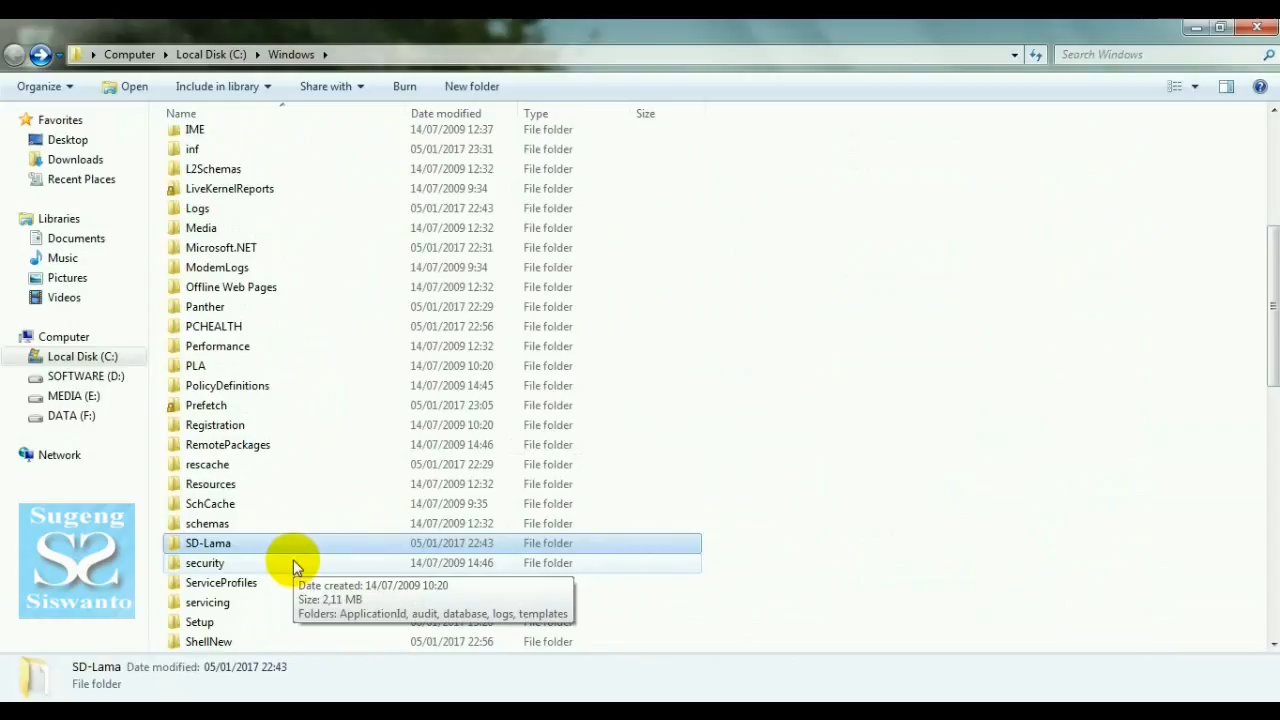 Computer Local Disk (C:) Windows
Search Windows
Organize Open Include in library Share with Burn New folder
Name Date modified Type Size
Favorites
Desktop
Downloads
Recent Places
Libraries
Documents
Music
Pictures
Videos
Computer
Local Disk (C:)
SOFTWARE (D:)
MEDIA (E:)
DATA (F:)
Network
Sugeng
SS
Siswanto
IME 14/07/2009 12:37 File folder
inf 05/01/2017 23:31 File folder
L2Schemas 14/07/2009 12:32 File folder
LiveKernelReports 14/07/2009 9:34 File folder
Logs 05/01/2017 22:43 File folder
Media 14/07/2009 12:32 File folder
Microsoft.NET 05/01/2017 22:31 File folder
ModemLogs 14/07/2009 9:34 File folder
Offline Web Pages 14/07/2009 12:32 File folder
Panther 05/01/2017 22:29 File folder
PCHEALTH 05/01/2017 22:56 File folder
Performance 14/07/2009 12:32 File folder
PLA 14/07/2009 10:20 File folder
PolicyDefinitions 14/07/2009 14:45 File folder
Prefetch 05/01/2017 23:05 File folder
Registration 14/07/2009 10:20 File folder
RemotePackages 14/07/2009 14:46 File folder
rescache 05/01/2017 22:29 File folder
Resources 14/07/2009 12:32 File folder
SchCache 14/07/2009 9:35 File folder
schemas 14/07/2009 12:32 File folder
SD-Lama 05/01/2017 22:43 File folder
security 14/07/2009 14:46 File folder
ServiceProfiles
servicing
Setup File folder
ShellNew 05/01/2017 22:56 File folder
Date created: 14/07/2009 10:20
Size: 2,11 MB
Folders: ApplicationId, audit, database, logs, templates
SD-Lama Date modified: 05/01/2017 22:43
File folder